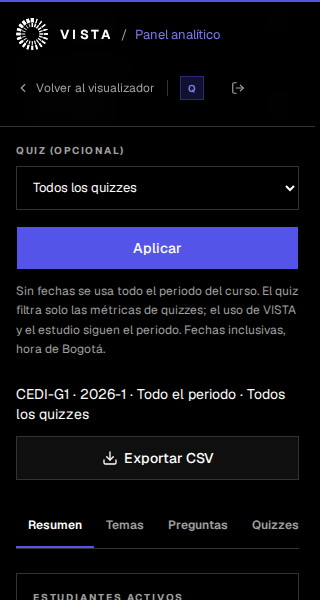 VISTA / Panel analítico
Volver al visualizador Q
QUIZ (OPCIONAL)
Todos los quizzes
Aplicar
Sin fechas se usa todo el periodo del curso. El quiz
filtra solo las métricas de quizzes; el uso de VISTA
y el estudio siguen el periodo. Fechas inclusivas,
hora de Bogotá.
CEDI-G1 · 2026-1 · Todo el periodo · Todos
los quizzes
Exportar CSV
Resumen Temas Preguntas Quizzes
ESTUDIANTES ACTIVOS